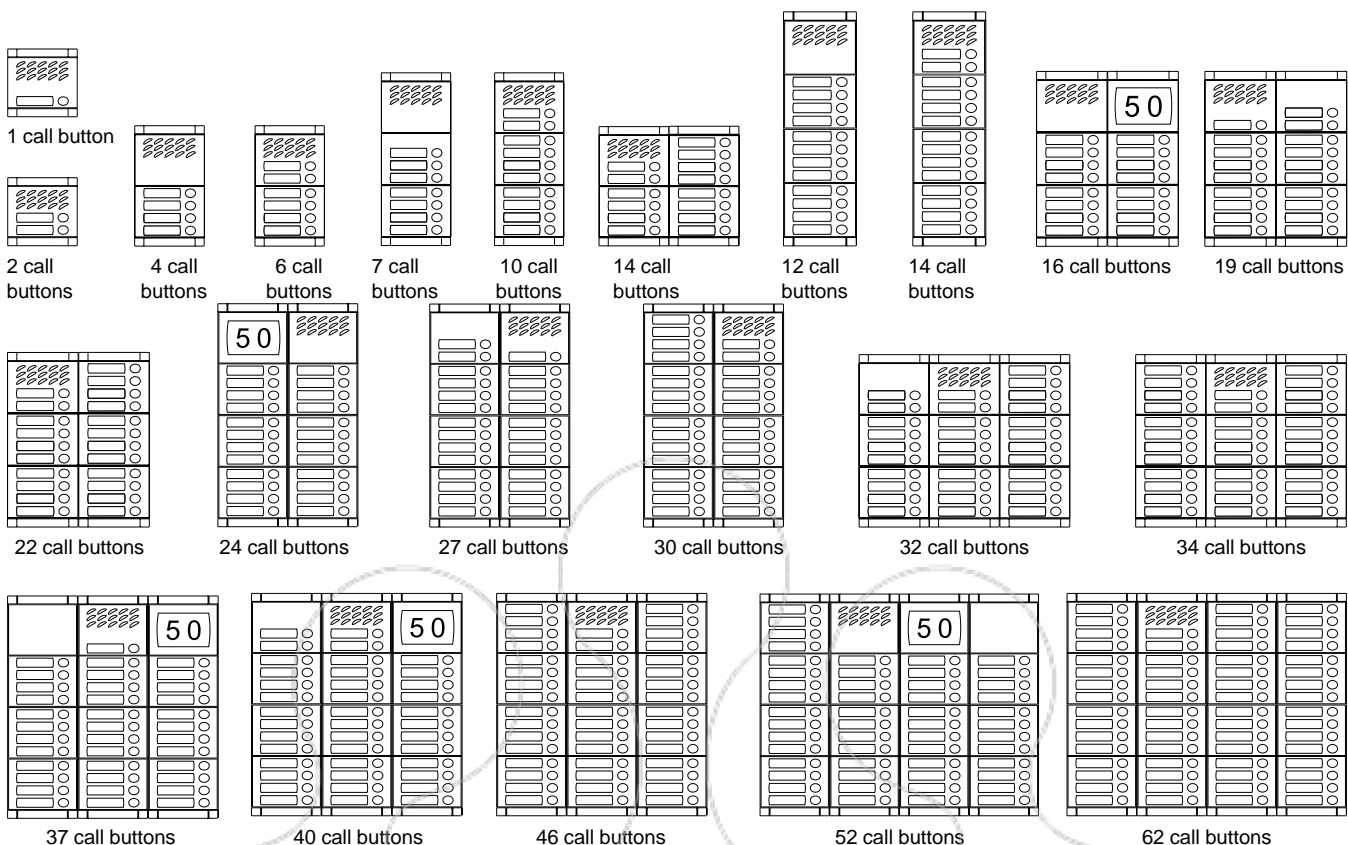 1 call button
2 call
buttons
4 call
buttons
6 call
buttons
7 call
buttons
10 call
buttons
14 call
buttons
12 call
buttons
14 call
buttons
50
16 call buttons
19 call buttons
22 call buttons
50
24 call buttons
27 call buttons
30 call buttons
32 call buttons
34 call buttons
50
37 call buttons
50
40 call buttons
46 call buttons
50
52 call buttons
62 call buttons